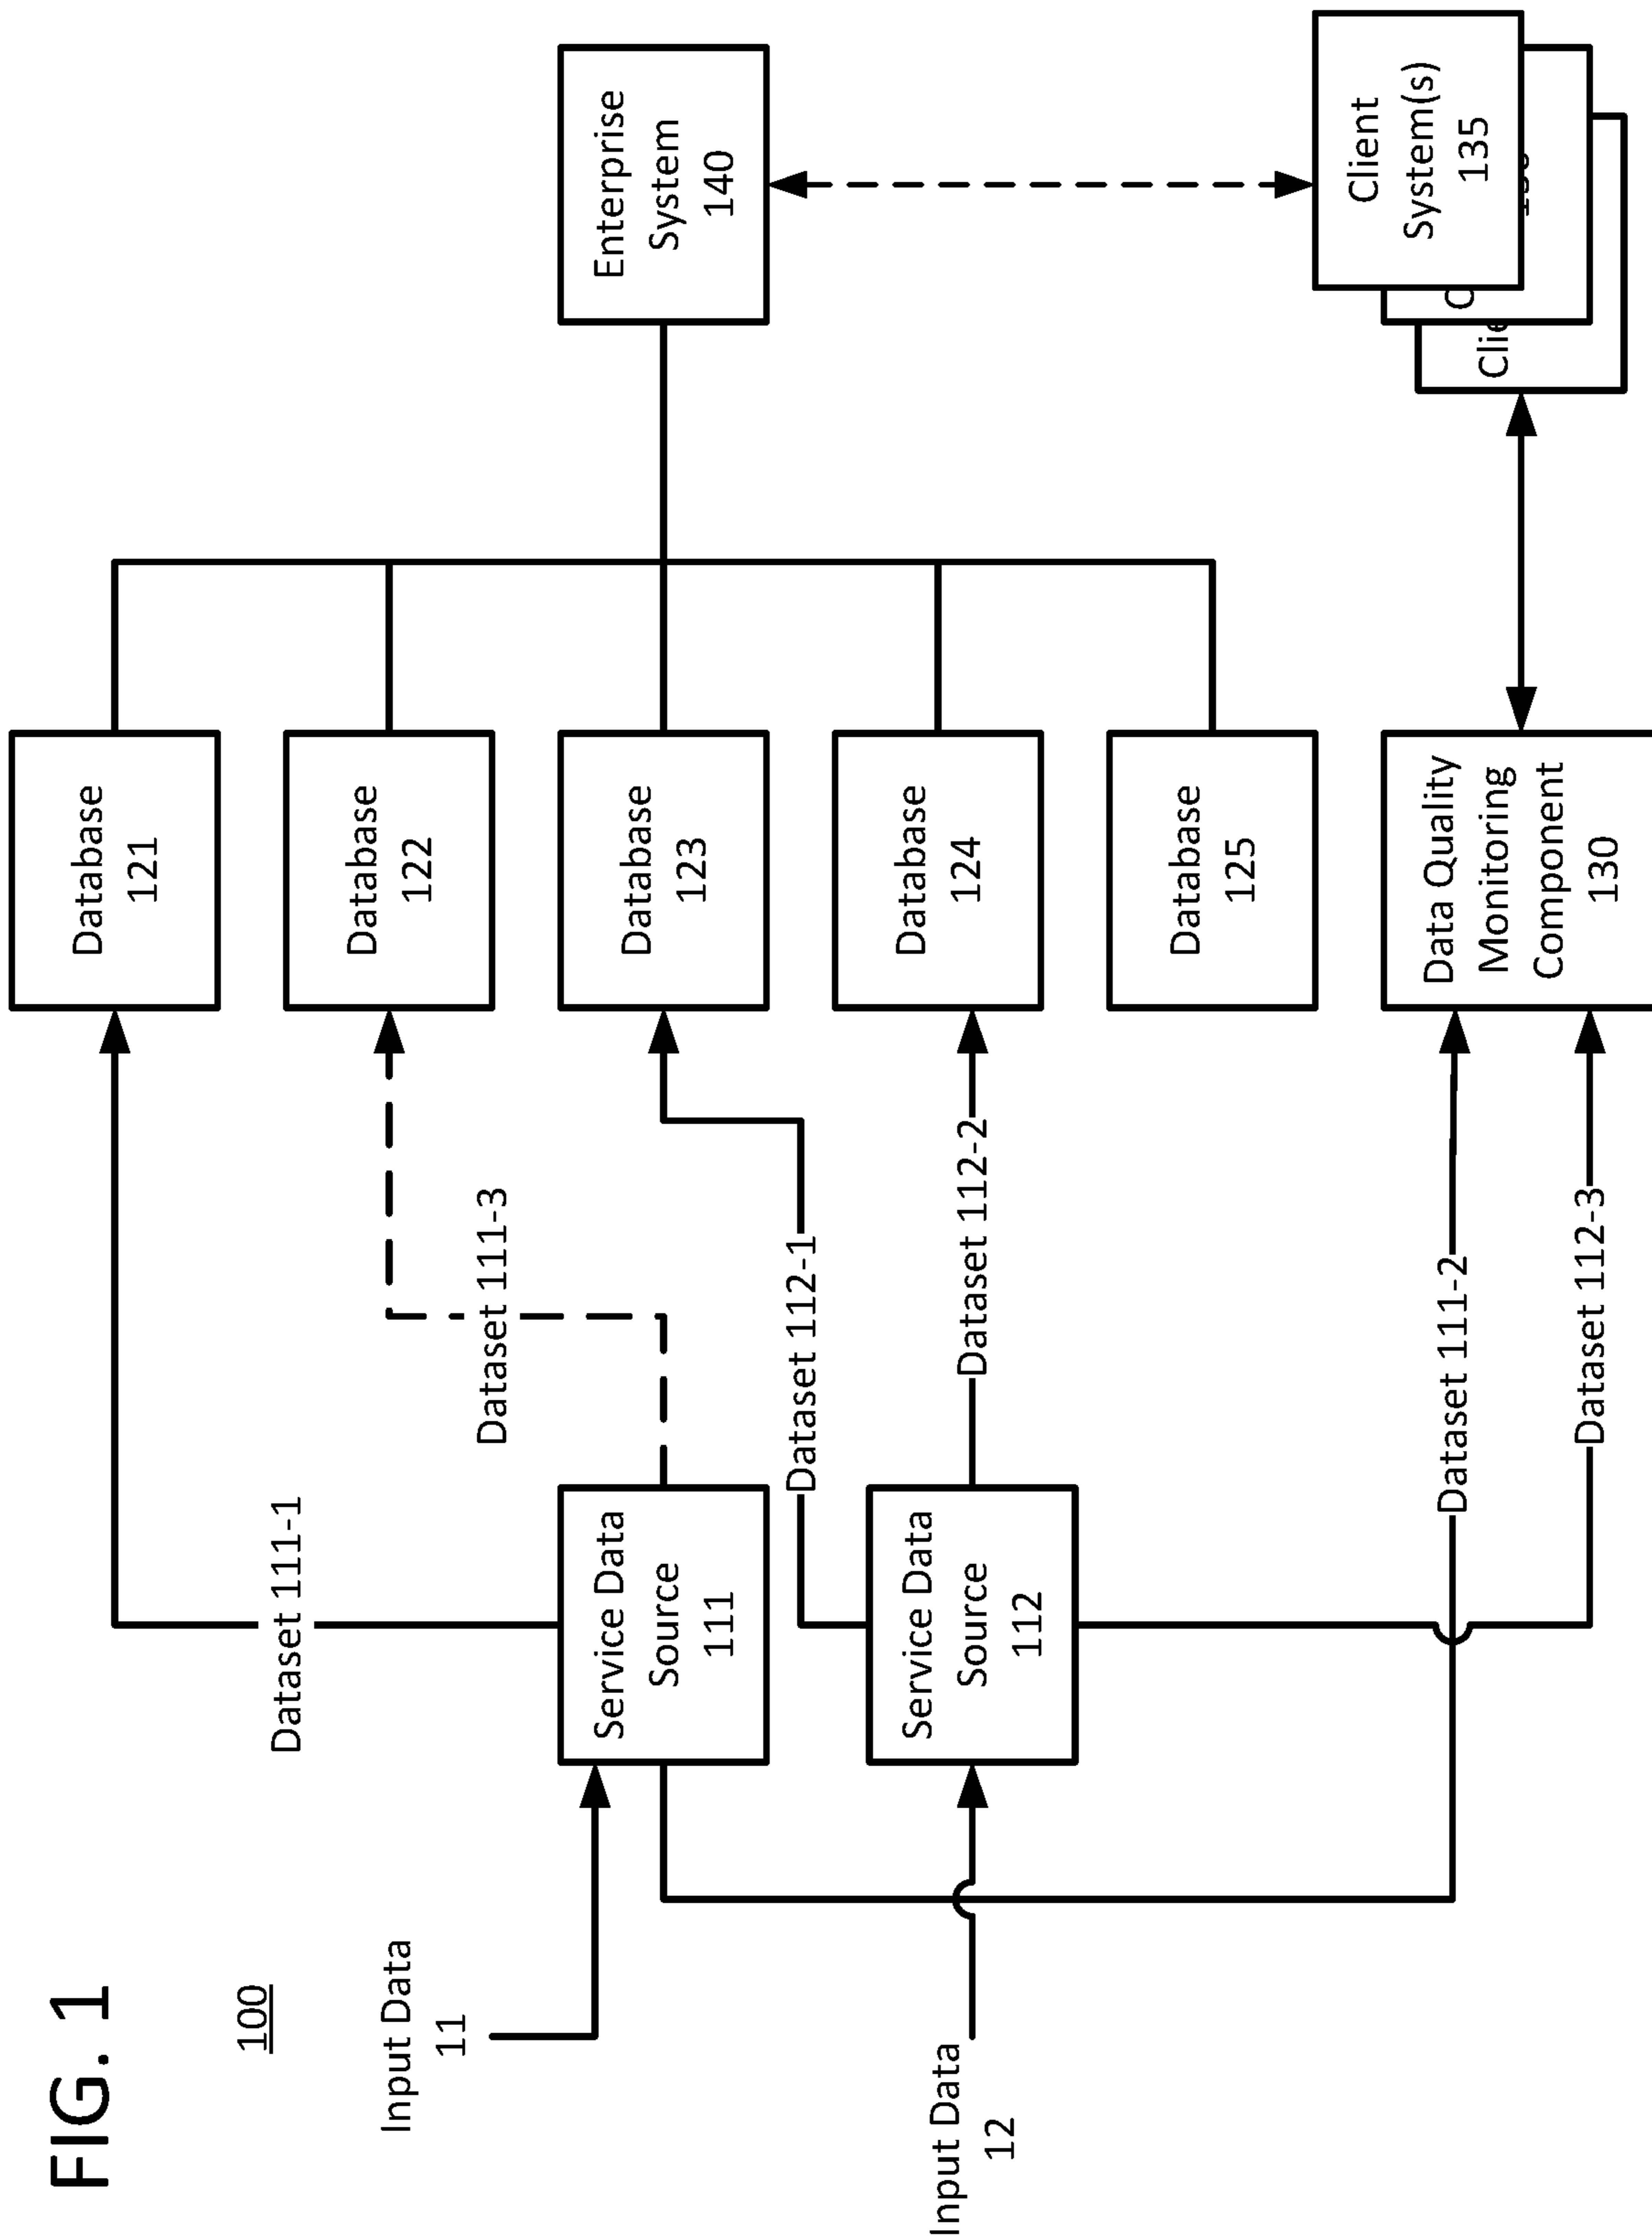 FIG. 1
100
Input Data
11
Input Data
12
Dataset 111-1
Service Data
Source
111
Dataset 111-3
Dataset 112-1
Service Data
Source
112
Dataset 112-2
Dataset 111-2
Dataset 112-3
Database
121
Database
122
Database
123
Database
124
Database
125
Data Quality
Monitoring
Component
130
Enterprise
System
140
Client
System(s)
135